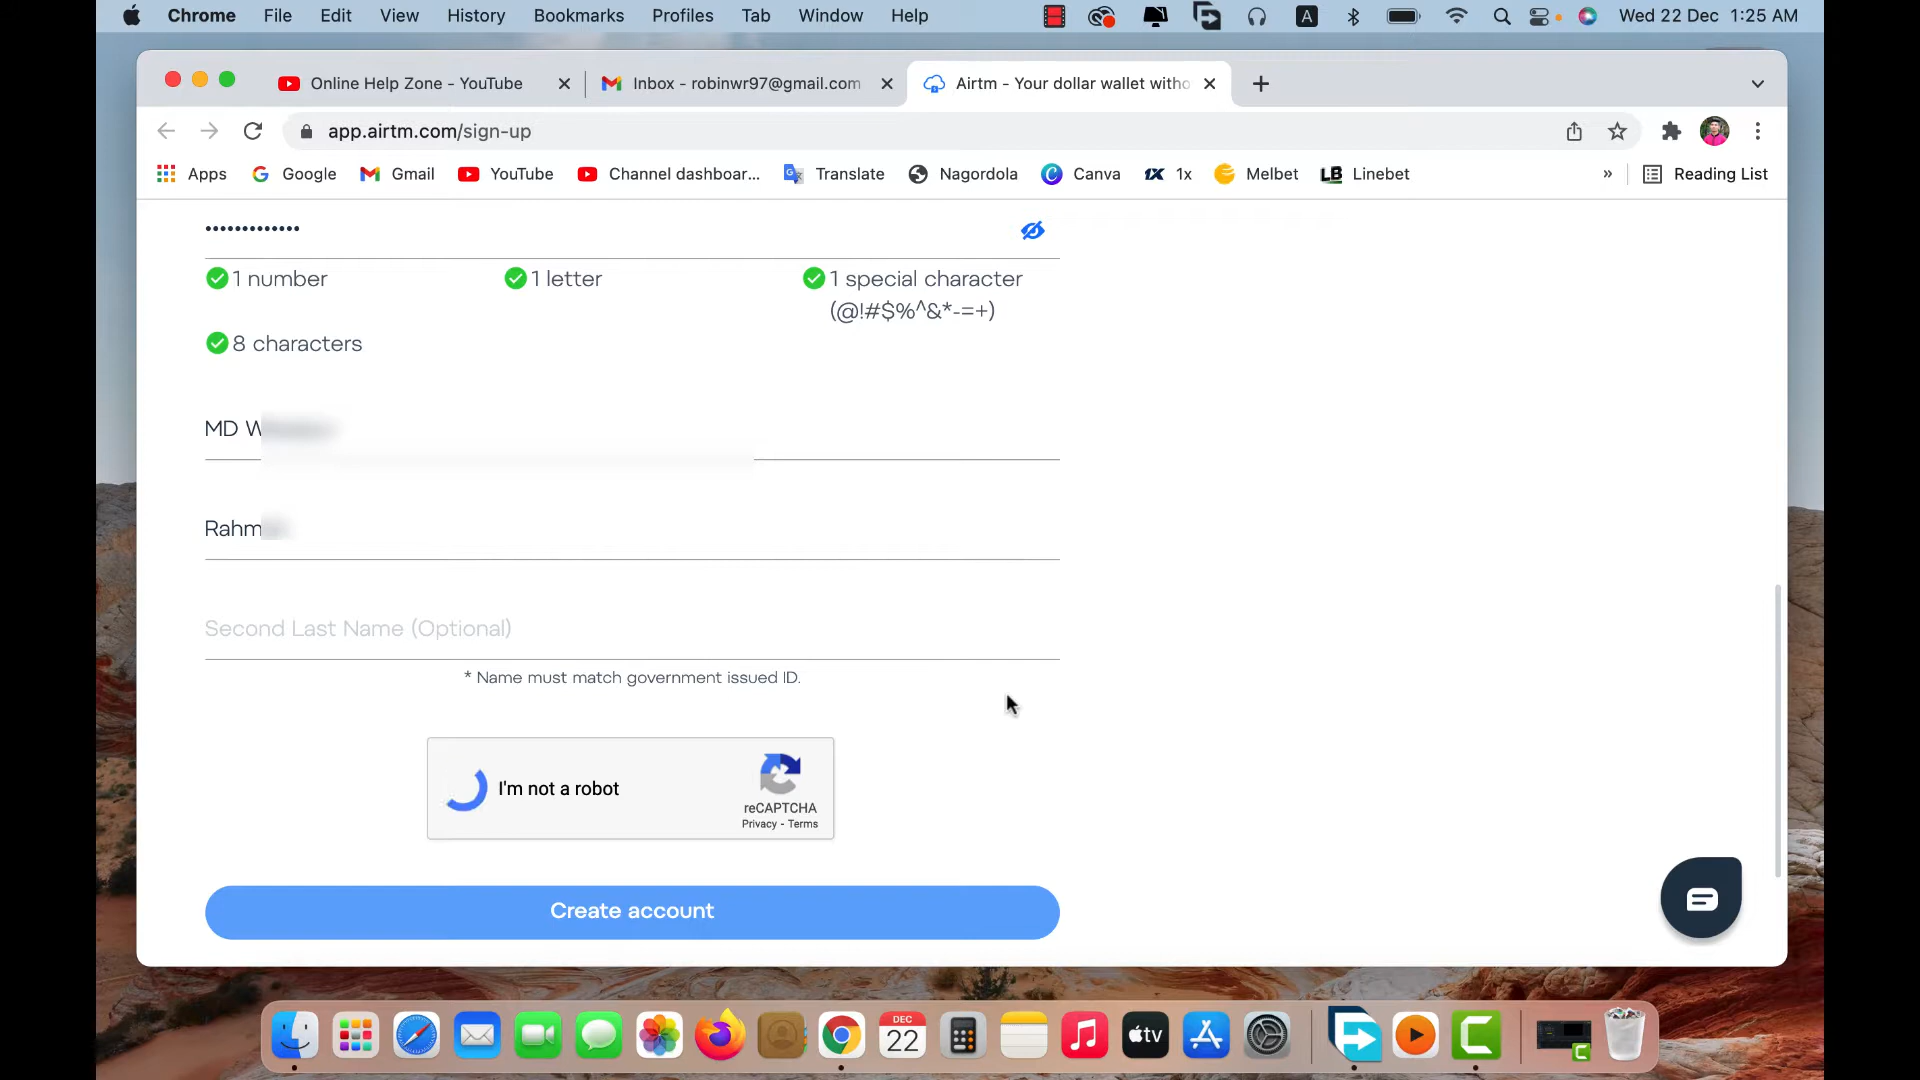 Chrome File Edit View History Bookmarks Profiles Tab Window Help A Wed 22 Dec 1:25 AM
Online Help Zone - YouTube Inbox - robinwr97@gmail.com Airtm - Your dollar wallet witho
app.airtm.com/sign-up
Apps Google Gmail YouTube Channel dashboar... Translate Nagordola Canva 1x 1x Melbet LB Linebet » Reading List
•••••••••••••
1 number 1 letter 1 special character
(@!#$%^&*-=+)
8 characters
MD W
Rahm
Second Last Name (Optional)
* Name must match government issued ID.
I'm not a robot
reCAPTCHA
Privacy - Terms
Create account
DEC
22
tv